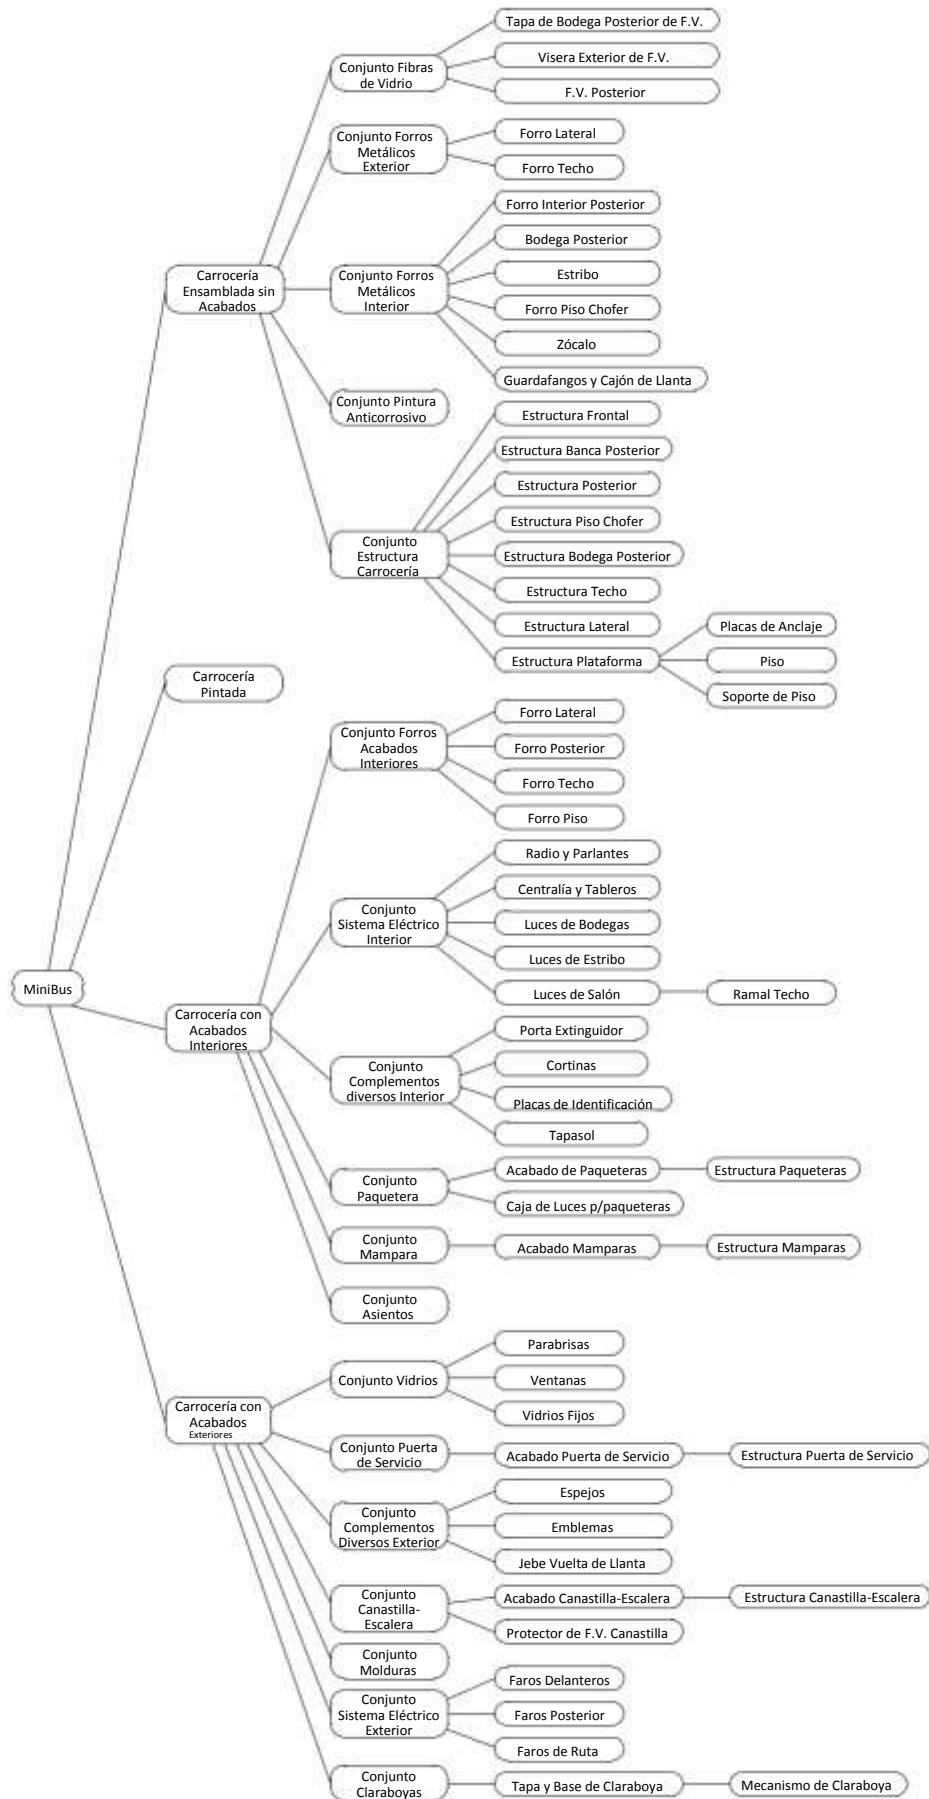 Tapa de Bodega Posterior de F.V.
Conjunto Fibras
de Vidrio
Visera Exterior de F.V.
F.V. Posterior
Conjunto Forros
Metálicos
Exterior
Forro Lateral
Forro Techo
Carrocería
Ensamblada sin
Acabados
Conjunto Forros
Metálicos
Interior
Forro Interior Posterior
Bodega Posterior
Estribo
Forro Piso Chofer
Zócalo
Guardafangos y Cajón de Llanta
Conjunto Pintura
Anticorrosivo
Conjunto
Estructura
Carrocería
Estructura Frontal
Estructura Banca Posterior
Estructura Posterior
Estructura Piso Chofer
Estructura Bodega Posterior
Estructura Techo
Estructura Lateral
Estructura Plataforma
Placas de Anclaje
Piso
Soporte de Piso
Carrocería
Pintada
Conjunto Forros
Acabados
Interiores
Forro Lateral
Forro Posterior
Forro Techo
Forro Piso
MiniBus
Carrocería con
Acabados
Interiores
Conjunto
Sistema Eléctrico
Interior
Radio y Parlantes
Centralía y Tableros
Luces de Bodegas
Luces de Estribo
Luces de Salón
Ramal Techo
Conjunto
Complementos
diversos Interior
Porta Extinguidor
Cortinas
Placas de Identificación
Tapasol
Conjunto
Paquetera
Acabado de Paqueteras
Estructura Paqueteras
Caja de Luces p/paqueteras
Conjunto
Mampara
Acabado Mamparas
Estructura Mamparas
Conjunto
Asientos
Carrocería con
Acabados
Exteriores
Conjunto Vidrios
Parabrisas
Ventanas
Vidrios Fijos
Conjunto Puerta
de Servicio
Acabado Puerta de Servicio
Estructura Puerta de Servicio
Conjunto
Complementos
Diversos Exterior
Espejos
Emblemas
Jebe Vuelta de Llanta
Conjunto
Canastilla-
Escalera
Acabado Canastilla-Escalera
Estructura Canastilla-Escalera
Protector de F.V. Canastilla
Conjunto
Molduras
Conjunto
Sistema Eléctrico
Exterior
Faros Delanteros
Faros Posterior
Faros de Ruta
Conjunto
Claraboyas
Tapa y Base de Claraboya
Mecanismo de Claraboya